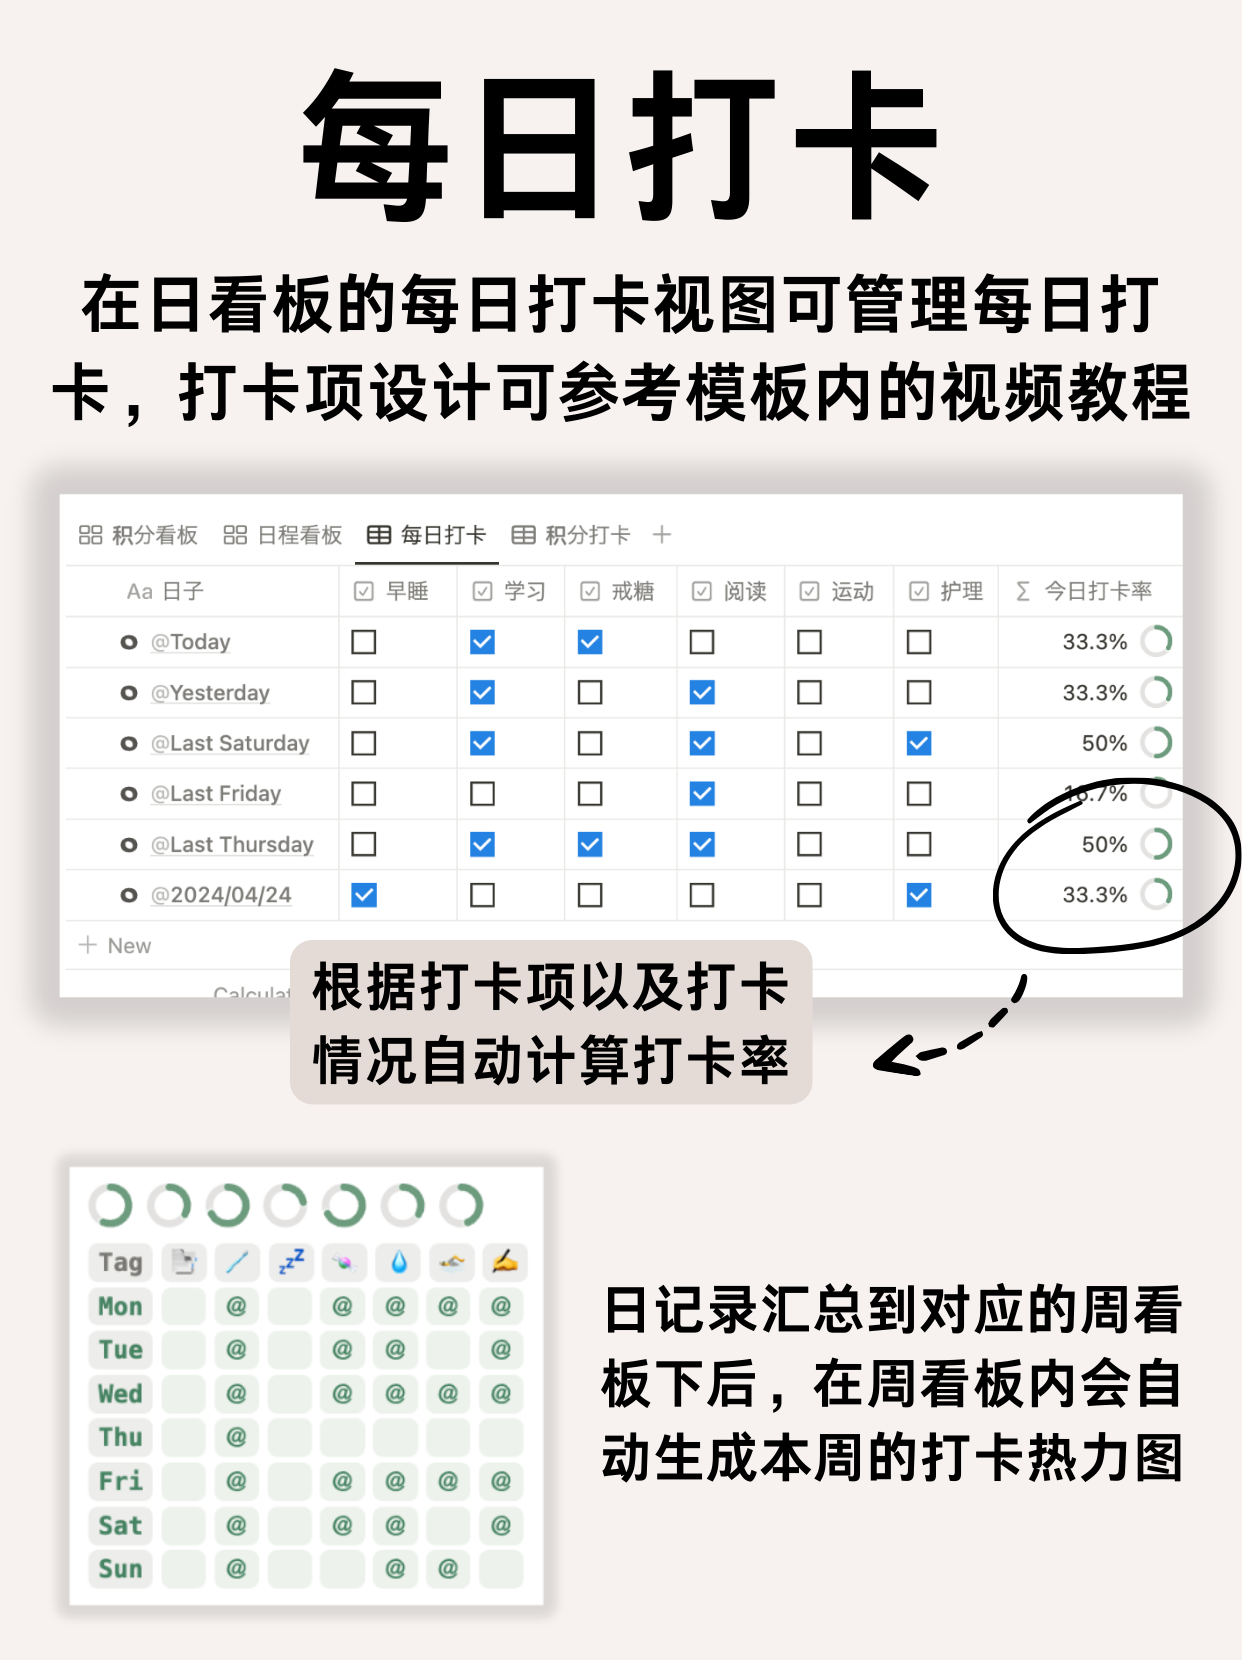 每日打卡
在日看板的每日打卡视图可管理每日打
卡，打卡项设计可参考模板内的视频教程
积分看板 日程看板 每日打卡 积分打卡
Aa 日子 早睡 学习 戒糖 阅读 运动 护理 Σ 今日打卡率
@Today 33.3%
@Yesterday 33.3%
@Last Saturday 50%
@Last Friday 16.7%
@Last Thursday 50%
@2024/04/24 33.3%
+ New
根据打卡项以及打卡
情况自动计算打卡率
Tag
Mon @ @ @ @ @
Tue @ @ @ @
Wed @ @ @ @ @
Thu @
Fri @ @ @ @ @
Sat @ @ @ @
Sun @ @ @
日记录汇总到对应的周看
板下后，在周看板内会自
动生成本周的打卡热力图